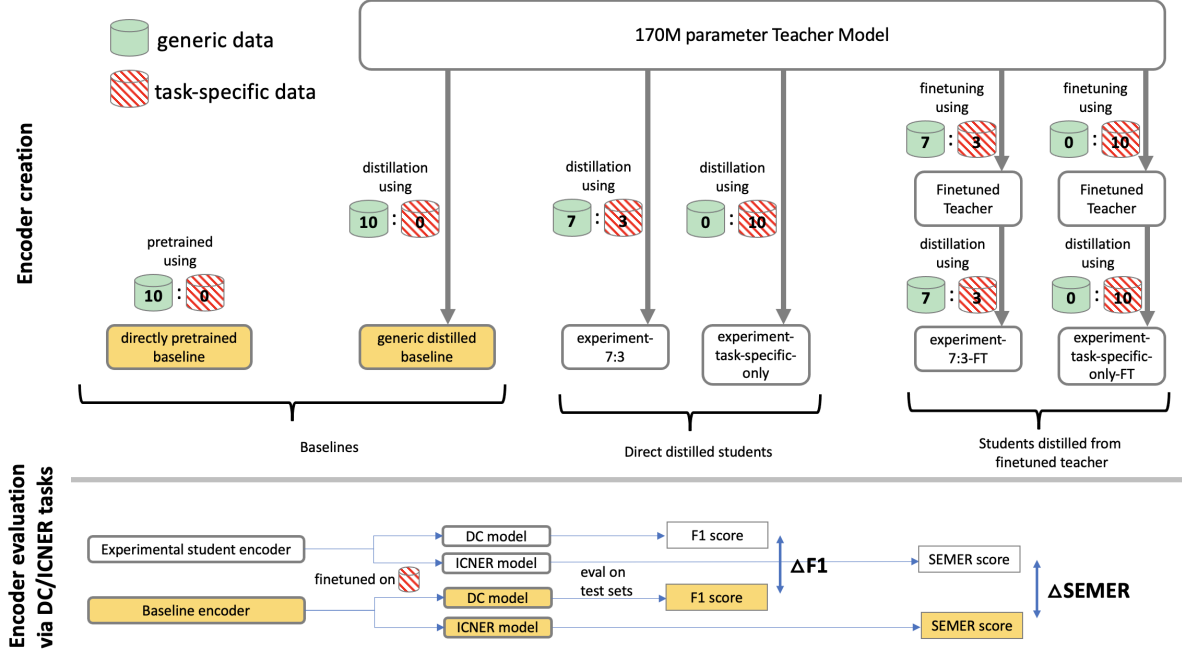 generic data
task-specific data
170M parameter Teacher Model
Encoder creation
pretrained
using
10 : 0
directly pretrained
baseline
distillation
using
10 : 0
generic distilled
baseline
Baselines
distillation
using
7 : 3
experiment-
7:3
distillation
using
0 : 10
experiment-
task-specific-
only
Direct distilled students
finetuning
using
7 : 3
Finetuned
Teacher
distillation
using
7 : 3
experiment-
7:3-FT
finetuning
using
0 : 10
Finetuned
Teacher
distillation
using
0 : 10
experiment-
task-specific-
only-FT
Students distilled from
finetuned teacher
Encoder evaluation
via DC/ICNER tasks
Experimental student encoder
finetuned on
Baseline encoder
DC model
ICNER model
DC model
ICNER model
eval on
test sets
F1 score
F1 score
△F1
SEMER score
SEMER score
△SEMER